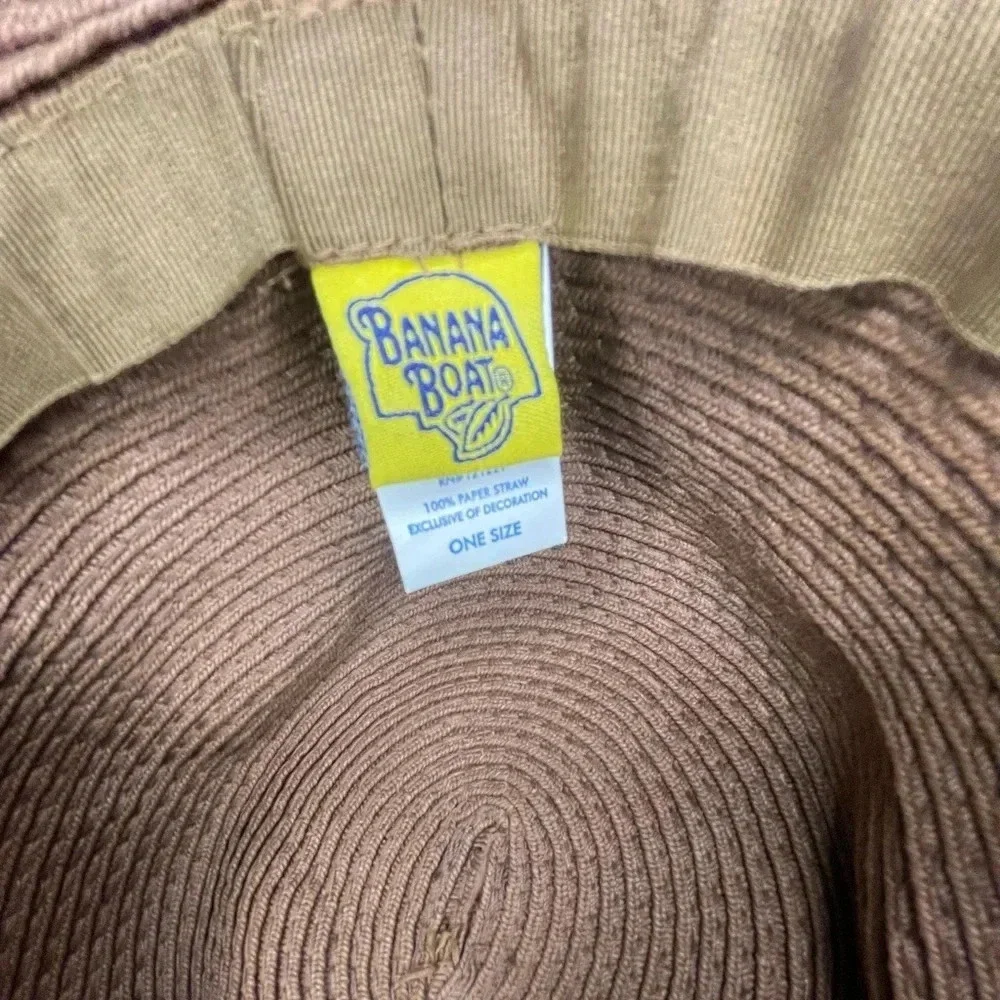 BANANA
BOAT®
100% PAPER STRAW
EXCLUSIVE OF DECORATION
ONE SIZE